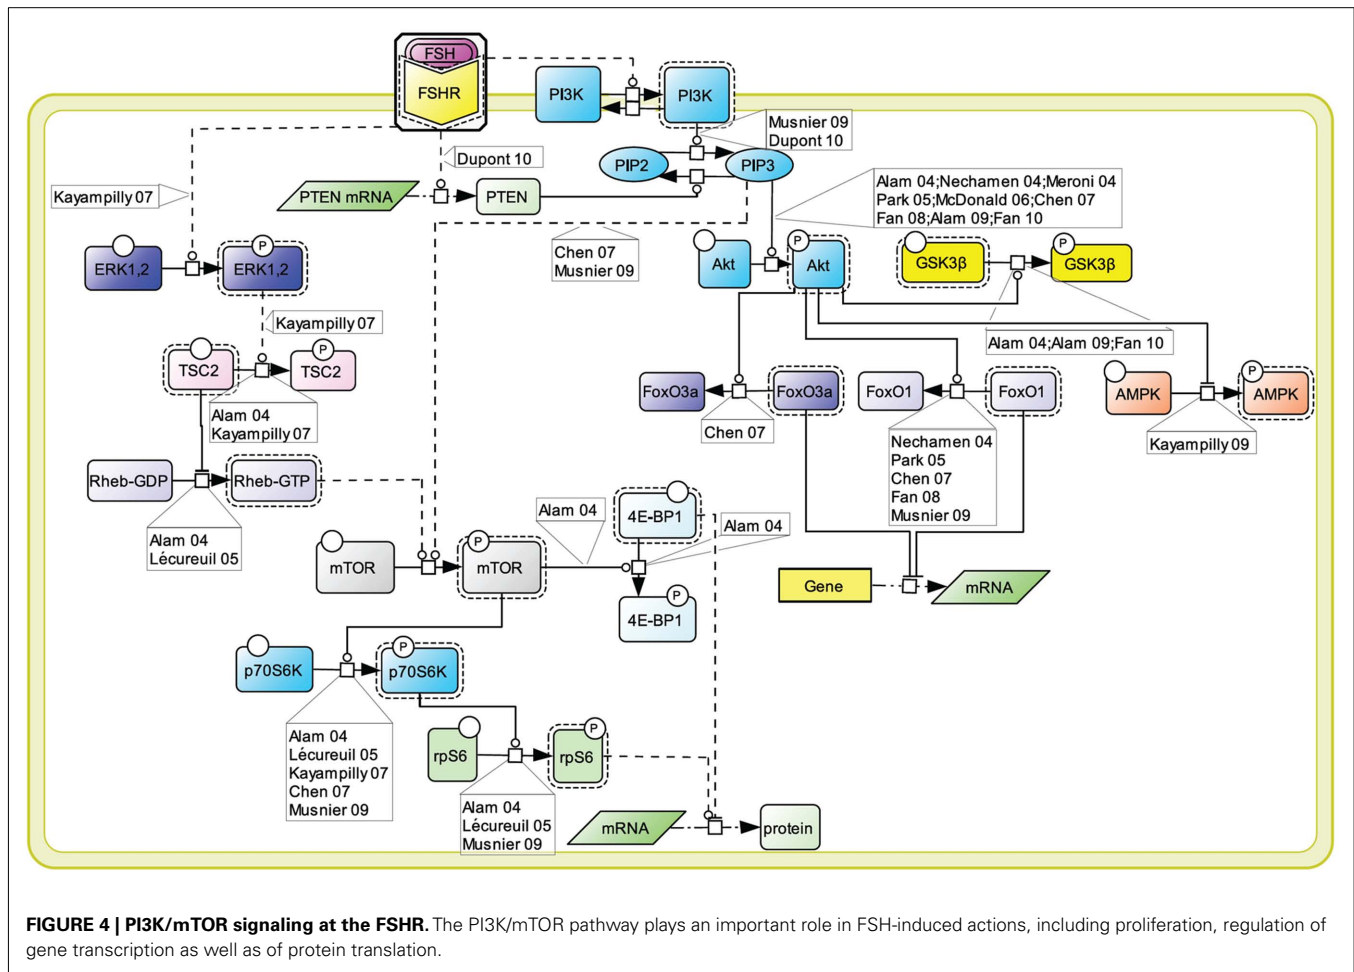 FSH
FSHR
PI3K
PI3K
Musnier 09
Dupont 10
Dupont 10
PIP2
PIP3
Kayampilly 07
PTEN mRNA
PTEN
Alam 04;Nechamen 04;Meroni 04
Park 05;McDonald 06;Chen 07
Fan 08;Alam 09;Fan 10
Chen 07
Musnier 09
ERK1,2
P
ERK1,2
Akt
P
Akt
GSK3β
P
GSK3β
Kayampilly 07
Alam 04;Alam 09;Fan 10
TSC2
P
TSC2
Alam 04
Kayampilly 07
FoxO3a
FoxO3a
FoxO1
FoxO1
AMPK
P
AMPK
Chen 07
Nechamen 04
Park 05
Chen 07
Fan 08
Musnier 09
Kayampilly 09
Rheb-GDP
Rheb-GTP
Alam 04
Lécureuil 05
Alam 04
4E-BP1
Alam 04
mTOR
P
mTOR
P
4E-BP1
Gene
mRNA
p70S6K
P
p70S6K
Alam 04
Lécureuil 05
Kayampilly 07
Chen 07
Musnier 09
rpS6
P
rpS6
Alam 04
Lécureuil 05
Musnier 09
mRNA
protein
FIGURE 4 | PI3K/mTOR signaling at the FSHR. The PI3K/mTOR pathway plays an important role in FSH-induced actions, including proliferation, regulation of
gene transcription as well as of protein translation.